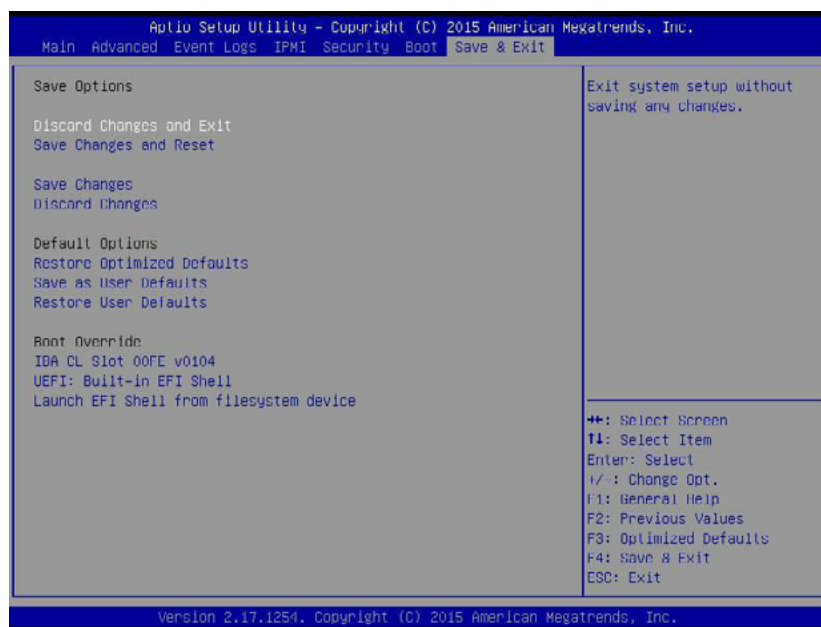 Aptio Setup Utility – Copyright (C) 2015 American Megatrends, Inc.
Main Advanced Event Logs IPMI Security Boot Save & Exit
Save Options
Discard Changes and Exit
Save Changes and Reset
Save Changes
Discard Changes
Default Options
Restore Optimized Defaults
Save as User Defaults
Restore User Defaults
Boot Override
IBA CL Slot 00FE v0104
UEFI: Built-in EFI Shell
Launch EFI Shell from filesystem device
Exit system setup without
saving any changes.
→←: Select Screen
↑↓: Select Item
Enter: Select
+/-: Change Opt.
F1: General Help
F2: Previous Values
F3: Optimized Defaults
F4: Save & Exit
ESC: Exit
Version 2.17.1254. Copyright (C) 2015 American Megatrends, Inc.